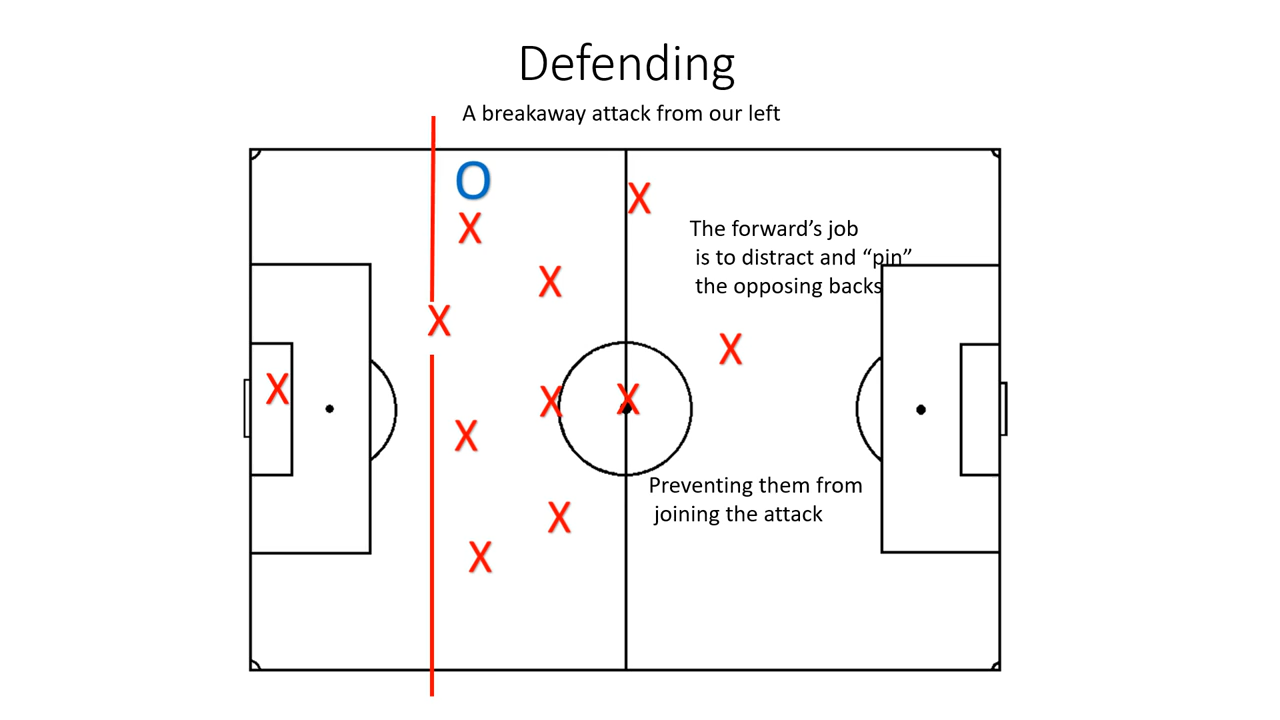 Defending
A breakaway attack from our left
O
X
X
The forward’s job
is to distract and “pin”
the opposing backs
X
X
X
X
X
X
X
Preventing them from
joining the attack
X
X